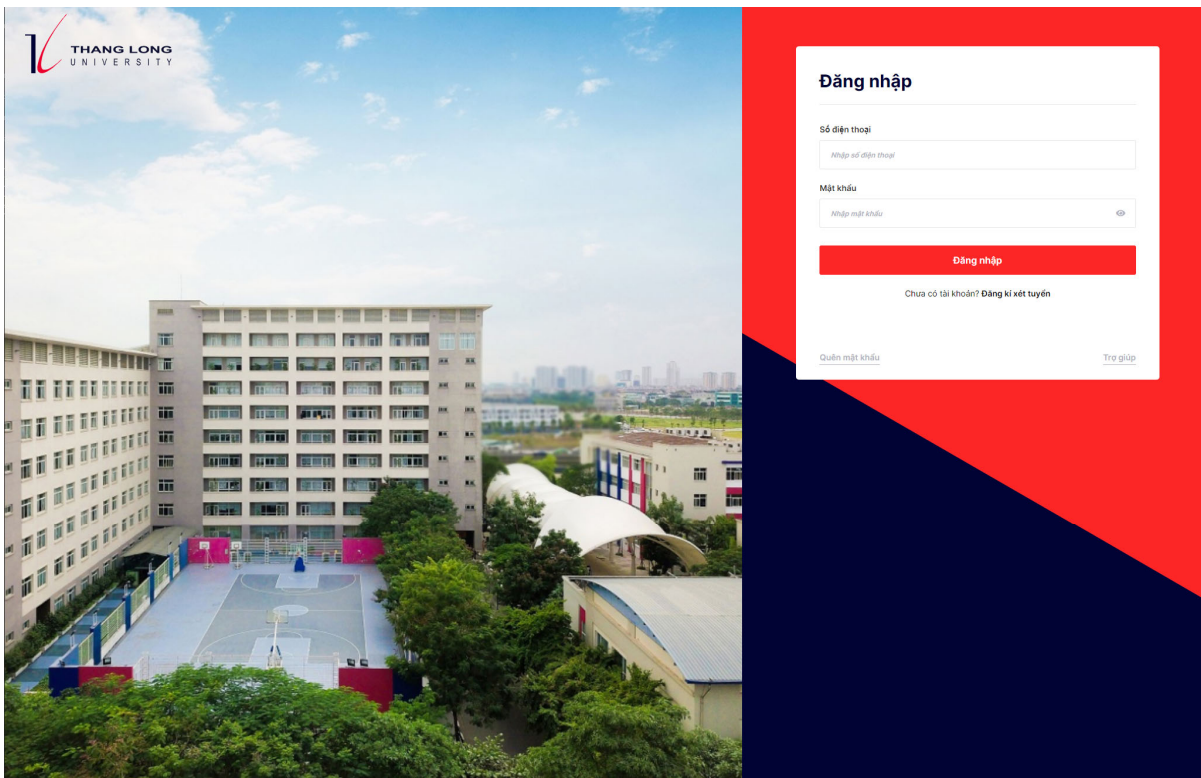 THANG LONG
UNIVERSITY
Đăng nhập
Số điện thoại
Nhập số điện thoại
Mật khẩu
Nhập mật khẩu
Đăng nhập
Chưa có tài khoản? Đăng kí xét tuyển
Quên mật khẩu
Trợ giúp